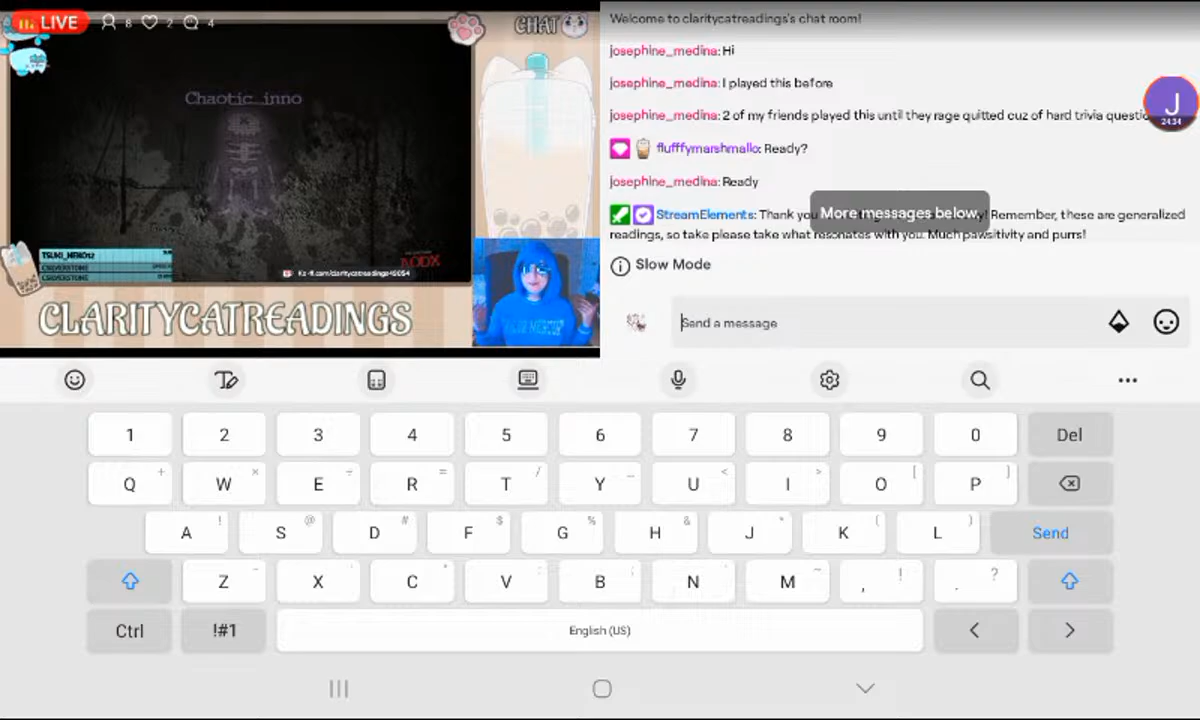 LIVE 8 2 4
CHAT
Chaotic_inno
TSUKI_NEKO12
CLARITYCATREADINGS
Welcome to claritycatreadings's chat room!
josephine_medina: Hi
josephine_medina: I played this before
josephine_medina: 2 of my friends played this until they rage quitted cuz of hard trivia questio
J
24:34
flufffymarshmallo: Ready?
josephine_medina: Ready
StreamElements: Thank you Remember, these are generalized
readings, so take please take what resonates with you. Much pawsitivity and purrs!
More messages below.
Slow Mode
Send a message
1 2 3 4 5 6 7 8 9 0 Del
Q W E R T Y U I O P
A S D F G H J K L Send
Z X C V B N M , ! . ?
Ctrl !#1 English (US) < >